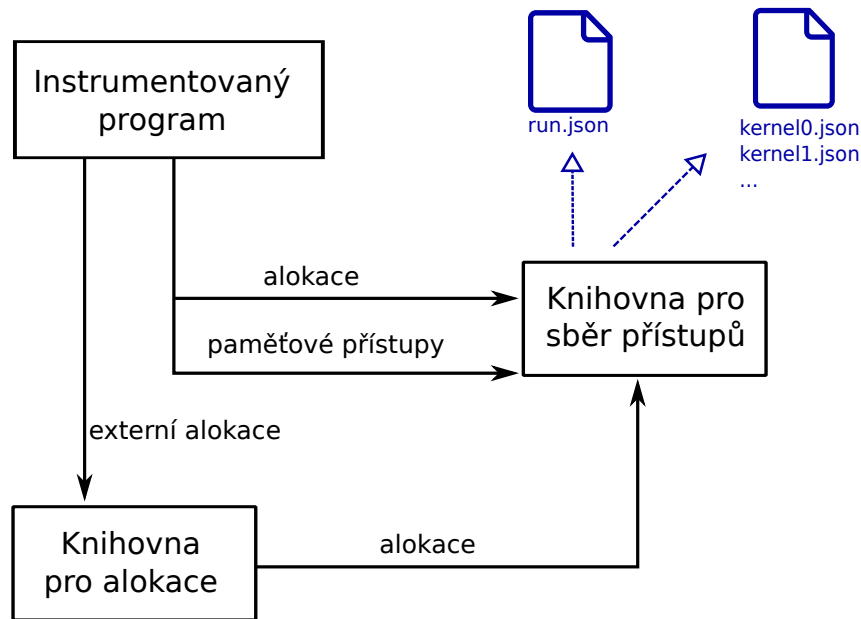 Instrumentovaný
program
run.json
kernel0.json
kernel1.json
...
alokace
paměťové přístupy
Knihovna pro
sběr přístupů
externí alokace
Knihovna
pro alokace
alokace